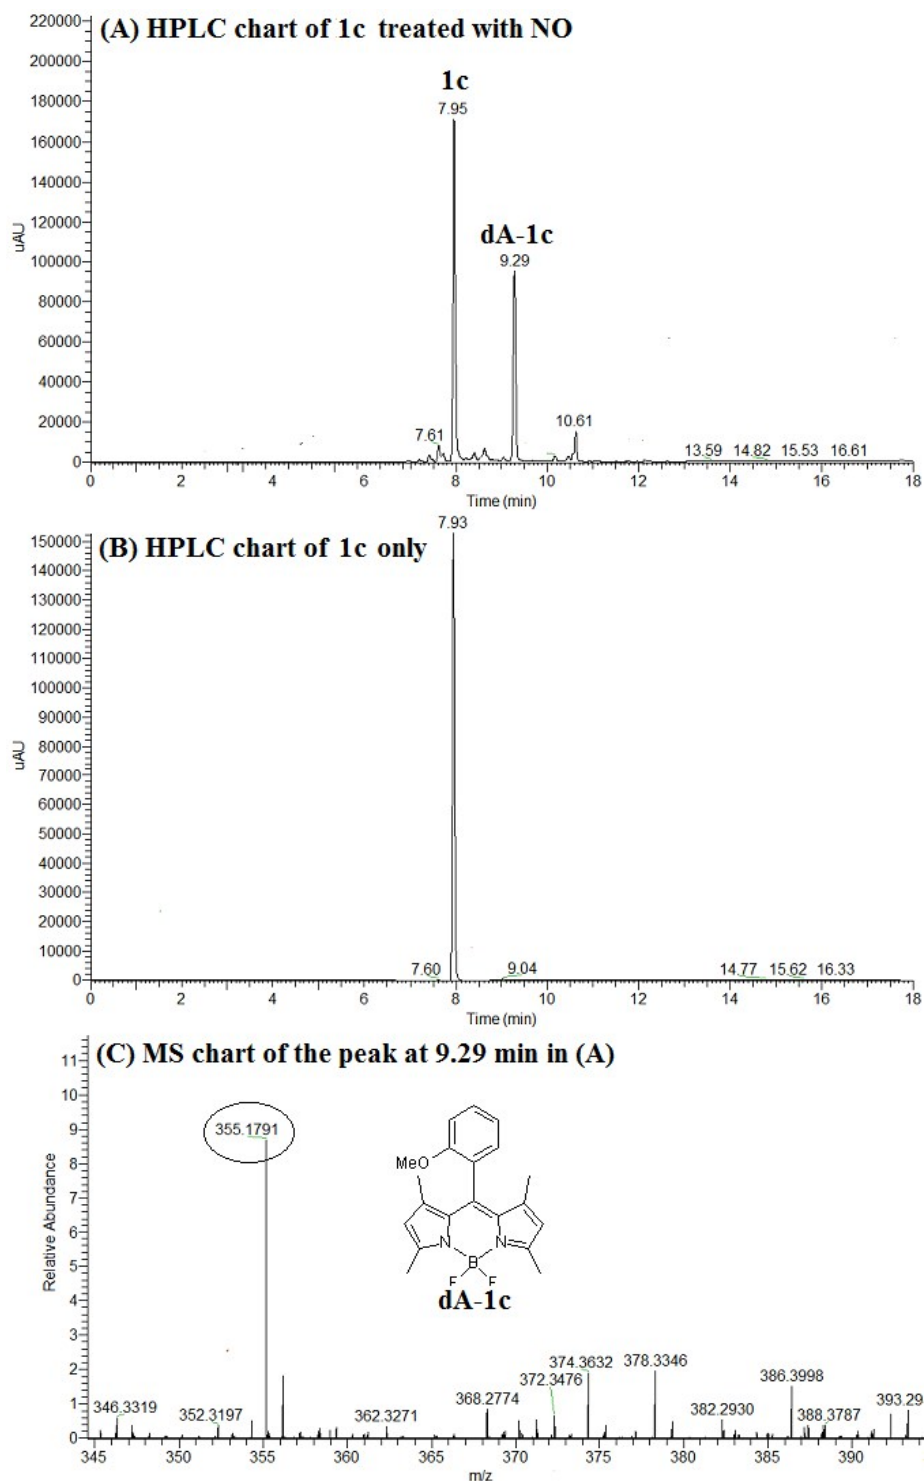 (A) HPLC chart of 1c treated with NO
220000
200000
180000
160000
140000
120000
100000
80000
60000
40000
20000
0
uAU
1c
7.95
dA-1c
9.29
7.61
10.61
13.59 14.82 15.53 16.61
0 2 4 6 8 10 12 14 16 18
Time (min)
(B) HPLC chart of 1c only
7.93
150000
140000
130000
120000
110000
100000
90000
80000
70000
60000
50000
40000
30000
20000
10000
0
uAU
7.60 9.04 14.77 15.62 16.33
0 2 4 6 8 10 12 14 16 18
Time (min)
(C) MS chart of the peak at 9.29 min in (A)
11
10
9
8
7
6
5
4
3
2
1
0
Relative Abundance
355.1791
MeO
N N
B
F F
dA-1c
346.3319
352.3197
362.3271
368.2774
372.3476
374.3632
378.3346
382.2930
386.3998
388.3787
393.29
345 350 355 360 365 370 375 380 385 390
m/z